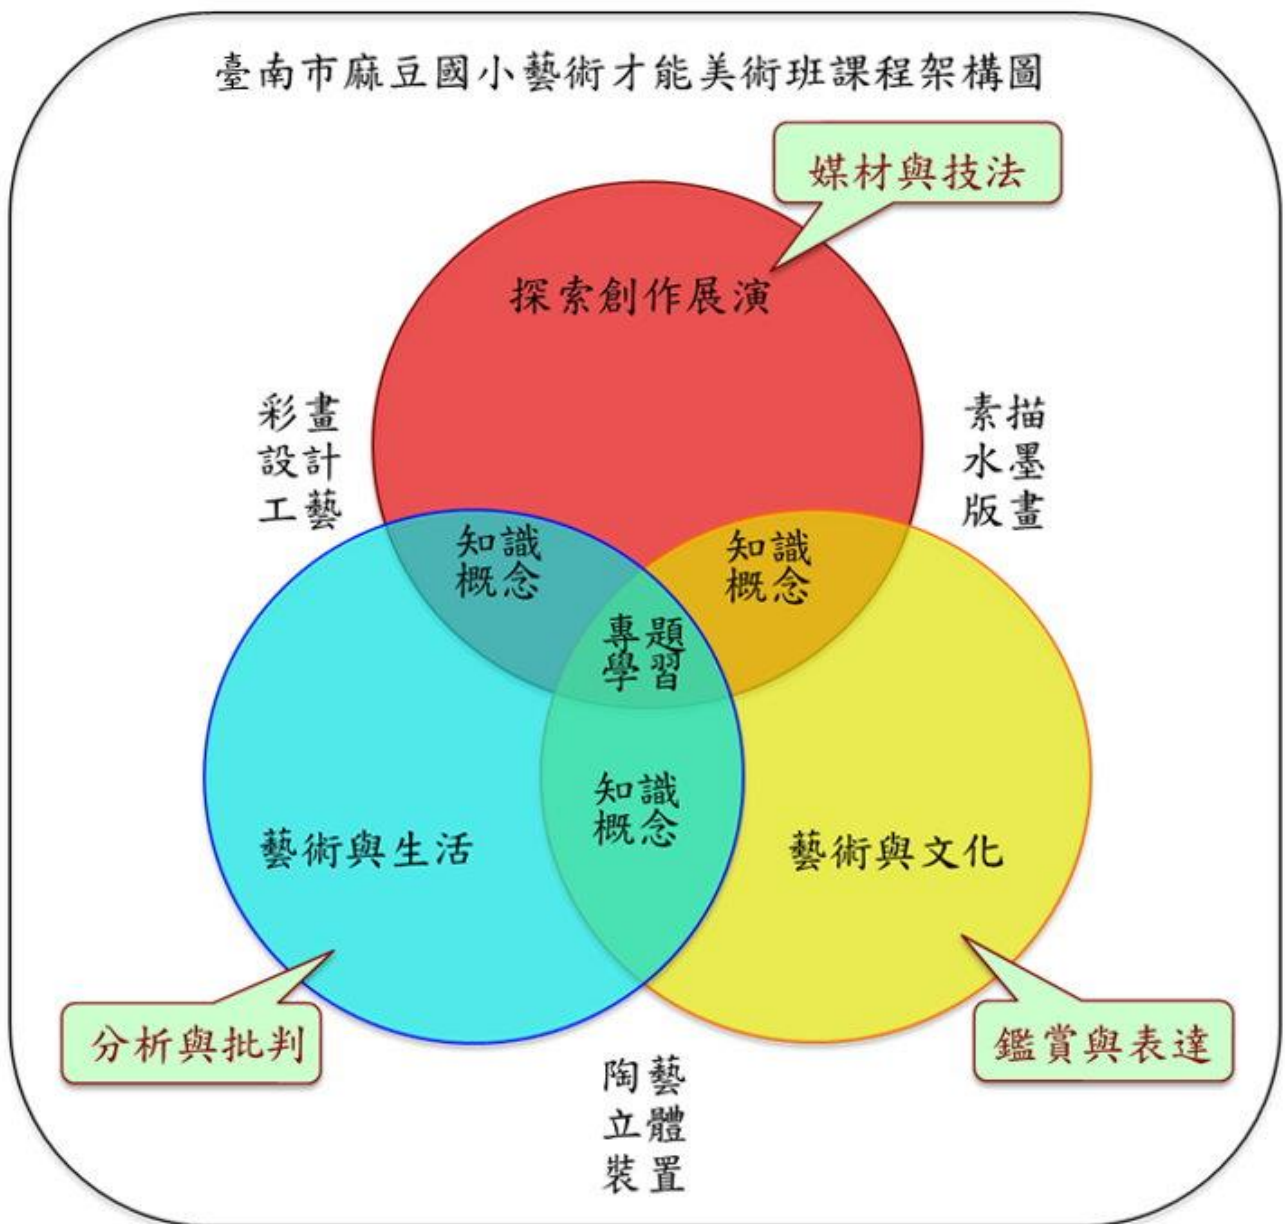 臺南市麻豆國小藝術才能美術班課程架構圖
媒材與技法
探索創作展演
彩畫
設計
工藝
素描
水墨
版畫
知識
概念
知識
概念
專題
學習
知識
概念
藝術與生活
藝術與文化
分析與批判
鑑賞與表達
陶藝
立體
裝置